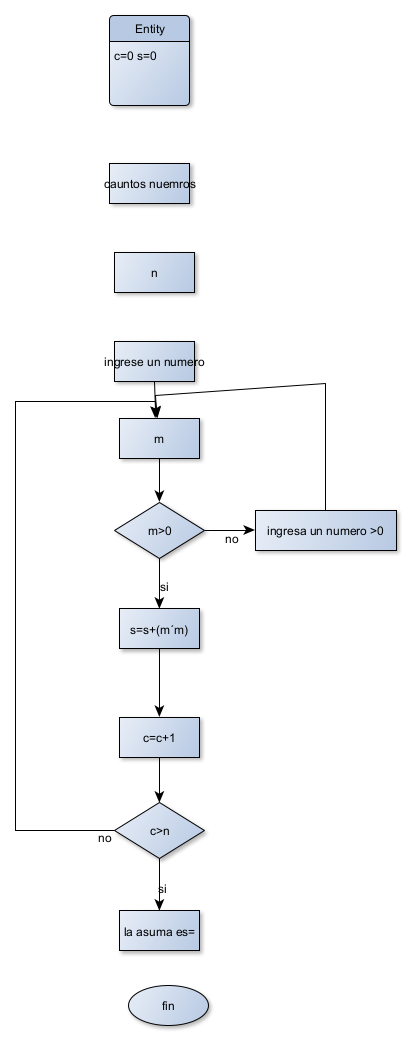 Entity
c=0 s=0
cauntos nuemros
n
ingrese un numero
m
m>0
no
ingresa un numero >0
si
s=s+(m´m)
c=c+1
c>n
no
si
la asuma es=
fin